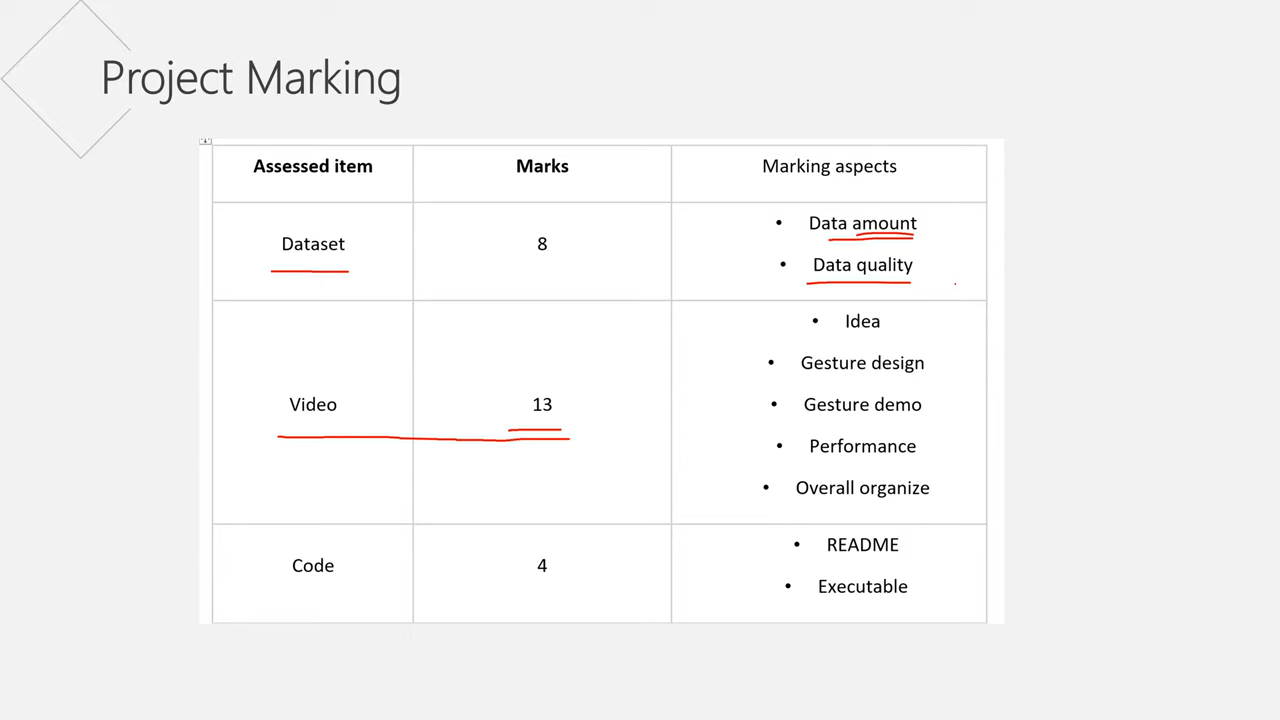 Project Marking
Assessed item Marks Marking aspects
Dataset 8
• Data amount
• Data quality
Video 13
• Idea
• Gesture design
• Gesture demo
• Performance
• Overall organize
Code 4
• README
• Executable